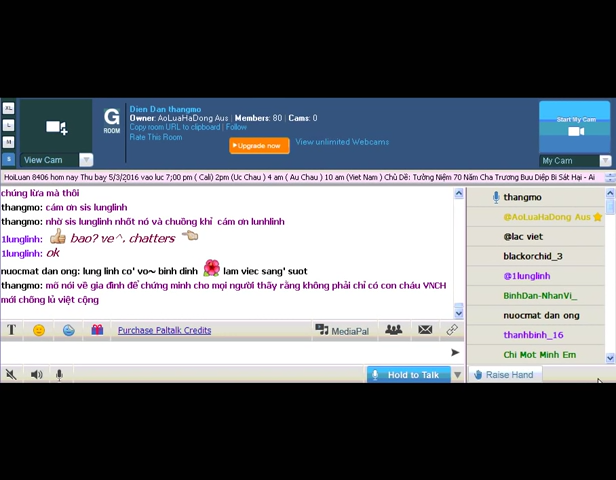 XL
L
M
S
View Cam
G
ROOM
Dien Dan thangmo
Owner: AoLuaHaDong Aus | Members: 80 | Cams: 0
Copy room URL to clipboard | Follow
Rate This Room
Upgrade now
View unlimited Webcams
Start My Cam
My Cam
HoiLuan 8406 hom nay Thu bay 5/3/2016 vao luc 7;00 pm ( Cali) 2pm (Uc Chau ) 4 am ( Au Chau ) 10 am (Viet Nam ) Chủ Đề: Tưởng Niệm 70 Năm Cha Trương Buu Diệp Bi Sát Hại - Ai
chúng lừa mà thôi
thangmo: cám ơn sis lunglinh
thangmo: nhờ sis lunglinh nhốt nó và chuồng khỉ cám ơn lunhlinh
1lunglinh: bao? ve^, chatters
1lunglinh: ok
nuocmat dan ong: lung linh co' vo~ binh dinh lam viec sang' suot
thangmo: mõ nói về gia đình để chứng minh cho mọi người thấy rằng không phải chỉ có con cháu VNCH
mới chống lủ việt cộng
thangmo
@AoLuaHaDong Aus
@lac viet
blackorchid_3
@1lunglinh
BinhDan-NhanVi_
nuocmat dan ong
thanhbinh_16
Chi Mot Minh Em
T
Purchase Paltalk Credits
MediaPal
Hold to Talk
Raise Hand